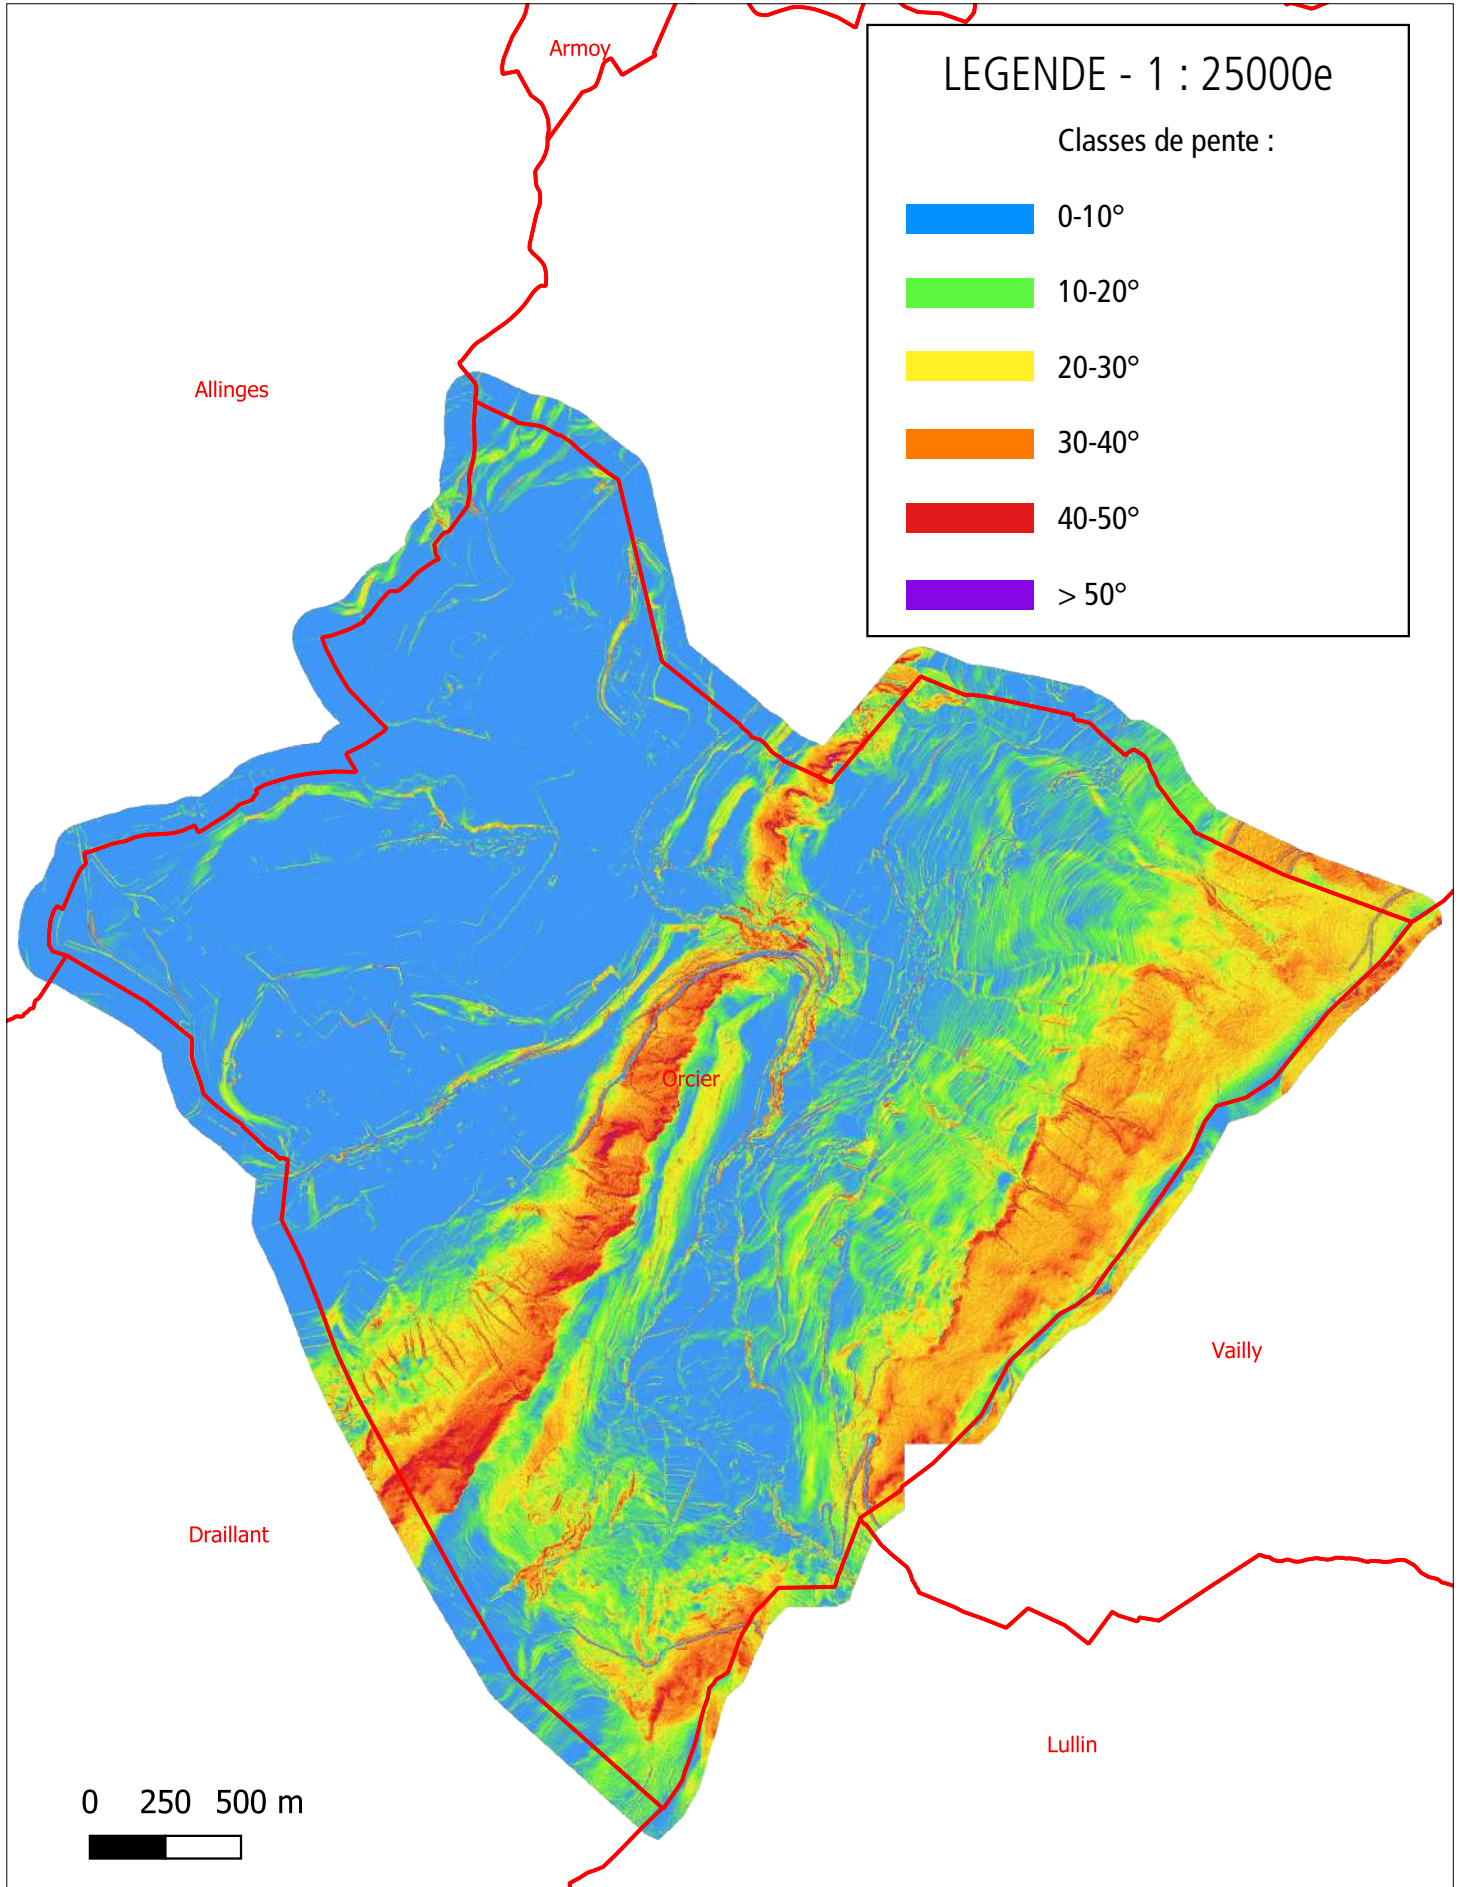 Armoy
LEGENDE - 1 : 25000e
Classes de pente :
0-10°
10-20°
20-30°
30-40°
40-50°
> 50°
Allinges
Orcier
Vailly
Draillant
Lullin
0 250 500 m